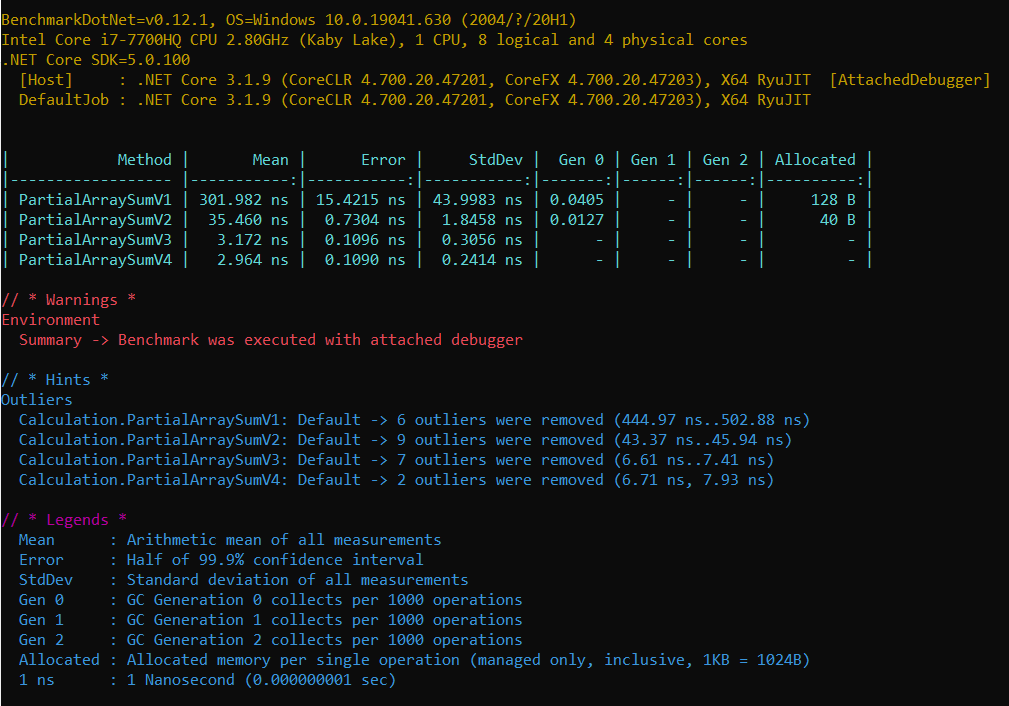 BenchmarkDotNet=v0.12.1, OS=Windows 10.0.19041.630 (2004/?/20H1)
Intel Core i7-7700HQ CPU 2.80GHz (Kaby Lake), 1 CPU, 8 logical and 4 physical cores
.NET Core SDK=5.0.100
  [Host]     : .NET Core 3.1.9 (CoreCLR 4.700.20.47201, CoreFX 4.700.20.47203), X64 RyuJIT  [AttachedDebugger]
  DefaultJob : .NET Core 3.1.9 (CoreCLR 4.700.20.47201, CoreFX 4.700.20.47203), X64 RyuJIT

|            Method |       Mean |      Error |     StdDev |  Gen 0 | Gen 1 | Gen 2 | Allocated |
|------------------ |-----------:|-----------:|-----------:|-------:|------:|------:|----------:|
| PartialArraySumV1 | 301.982 ns | 15.4215 ns | 43.9983 ns | 0.0405 |     - |     - |     128 B |
| PartialArraySumV2 |  35.460 ns |  0.7304 ns |  1.8458 ns | 0.0127 |     - |     - |      40 B |
| PartialArraySumV3 |   3.172 ns |  0.1096 ns |  0.3056 ns |      - |     - |     - |         - |
| PartialArraySumV4 |   2.964 ns |  0.1090 ns |  0.2414 ns |      - |     - |     - |         - |

// * Warnings *
Environment
  Summary -> Benchmark was executed with attached debugger

// * Hints *
Outliers
  Calculation.PartialArraySumV1: Default -> 6 outliers were removed (444.97 ns..502.88 ns)
  Calculation.PartialArraySumV2: Default -> 9 outliers were removed (43.37 ns..45.94 ns)
  Calculation.PartialArraySumV3: Default -> 7 outliers were removed (6.61 ns..7.41 ns)
  Calculation.PartialArraySumV4: Default -> 2 outliers were removed (6.71 ns, 7.93 ns)

// * Legends *
  Mean      : Arithmetic mean of all measurements
  Error     : Half of 99.9% confidence interval
  StdDev    : Standard deviation of all measurements
  Gen 0     : GC Generation 0 collects per 1000 operations
  Gen 1     : GC Generation 1 collects per 1000 operations
  Gen 2     : GC Generation 2 collects per 1000 operations
  Allocated : Allocated memory per single operation (managed only, inclusive, 1KB = 1024B)
  1 ns      : 1 Nanosecond (0.000000001 sec)